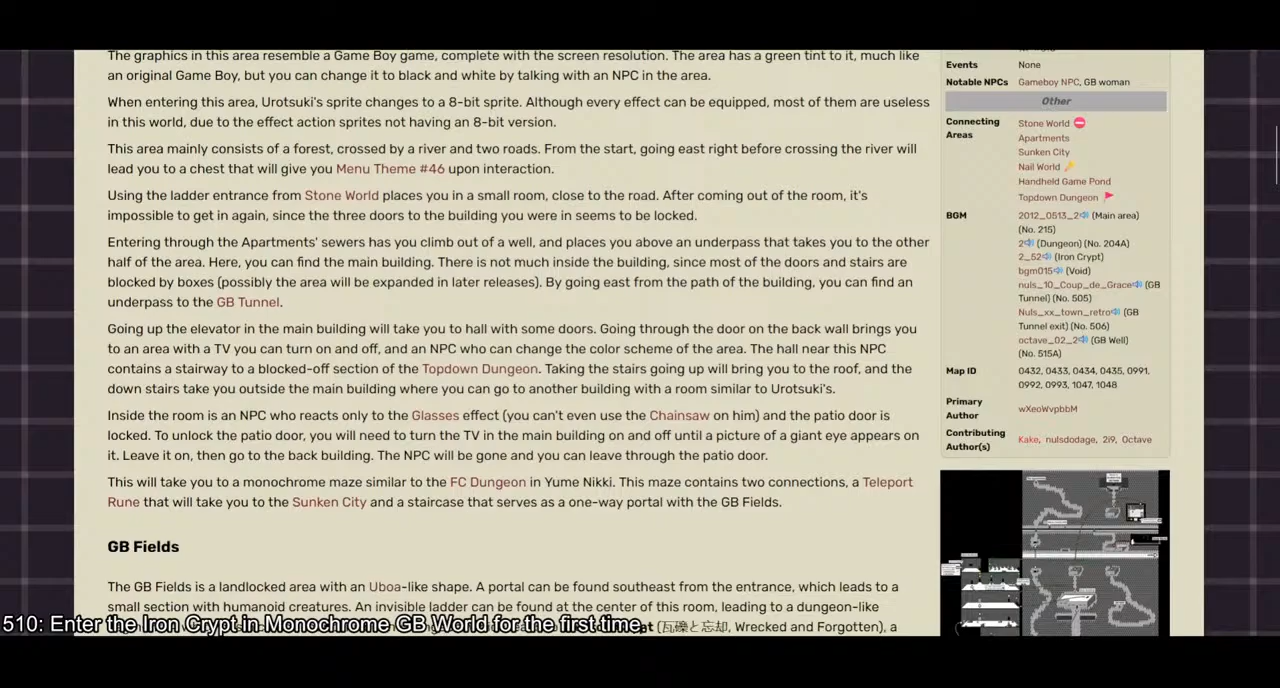 The graphics in this area resemble a Game Boy game, complete with the screen resolution. The area has a green tint to it, much like
an original Game Boy, but you can change it to black and white by talking with an NPC in the area.
When entering this area, Urotsuki's sprite changes to a 8-bit sprite. Although every effect can be equipped, most of them are useless
in this world, due to the effect action sprites not having an 8-bit version.
This area mainly consists of a forest, crossed by a river and two roads. From the start, going east right before crossing the river will
lead you to a chest that will give you Menu Theme #46 upon interaction.
Using the ladder entrance from Stone World places you in a small room, close to the road. After coming out of the room, it's
impossible to get in again, since the three doors to the building you were in seems to be locked.
Entering through the Apartments' sewers has you climb out of a well, and places you above an underpass that takes you to the other
half of the area. Here, you can find the main building. There is not much inside the building, since most of the doors and stairs are
blocked by boxes (possibly the area will be expanded in later releases). By going east from the path of the building, you can find an
underpass to the GB Tunnel.
Going up the elevator in the main building will take you to hall with some doors. Going through the door on the back wall brings you
to an area with a TV you can turn on and off, and an NPC who can change the color scheme of the area. The hall near this NPC
contains a stairway to a blocked-off section of the Topdown Dungeon. Taking the stairs going up will bring you to the roof, and the
down stairs take you outside the main building where you can go to another building with a room similar to Urotsuki's.
Inside the room is an NPC who reacts only to the Glasses effect (you can't even use the Chainsaw on him) and the patio door is
locked. To unlock the patio door, you will need to turn the TV in the main building on and off until a picture of a giant eye appears on
it. Leave it on, then go to the back building. The NPC will be gone and you can leave through the patio door.
This will take you to a monochrome maze similar to the FC Dungeon in Yume Nikki. This maze contains two connections, a Teleport
Rune that will take you to the Sunken City and a staircase that serves as a one-way portal with the GB Fields.
GB Fields
The GB Fields is a landlocked area with an Uboa-like shape. A portal can be found southeast from the entrance, which leads to a
small section with humanoid creatures. An invisible ladder can be found at the center of this room, leading to a dungeon-like
510: Enter the Iron Crypt in Monochrome GB World for the first time.
(瓦礫と忘却, Wrecked and Forgotten), a
Events None
Notable NPCs Gameboy NPC, GB woman
Other
Connecting Areas
Stone World
Apartments
Sunken City
Nail World
Handheld Game Pond
Topdown Dungeon
BGM
2012_0513_2 (Main area)
(No. 215)
2 (Dungeon) (No. 204A)
2_52 (Iron Crypt)
bgm015 (Void)
nuls_10_Coup_de_Grace (GB
Tunnel) (No. 505)
Nuls_xx_town_retro (GB
Tunnel exit) (No. 506)
octave_02_2 (GB Well)
(No. 515A)
Map ID
0432, 0433, 0434, 0435, 0991,
0992, 0993, 1047, 1048
Primary Author
wXeoWvpbbM
Contributing Author(s)
Kake, nulsdodage, 2i9, Octave